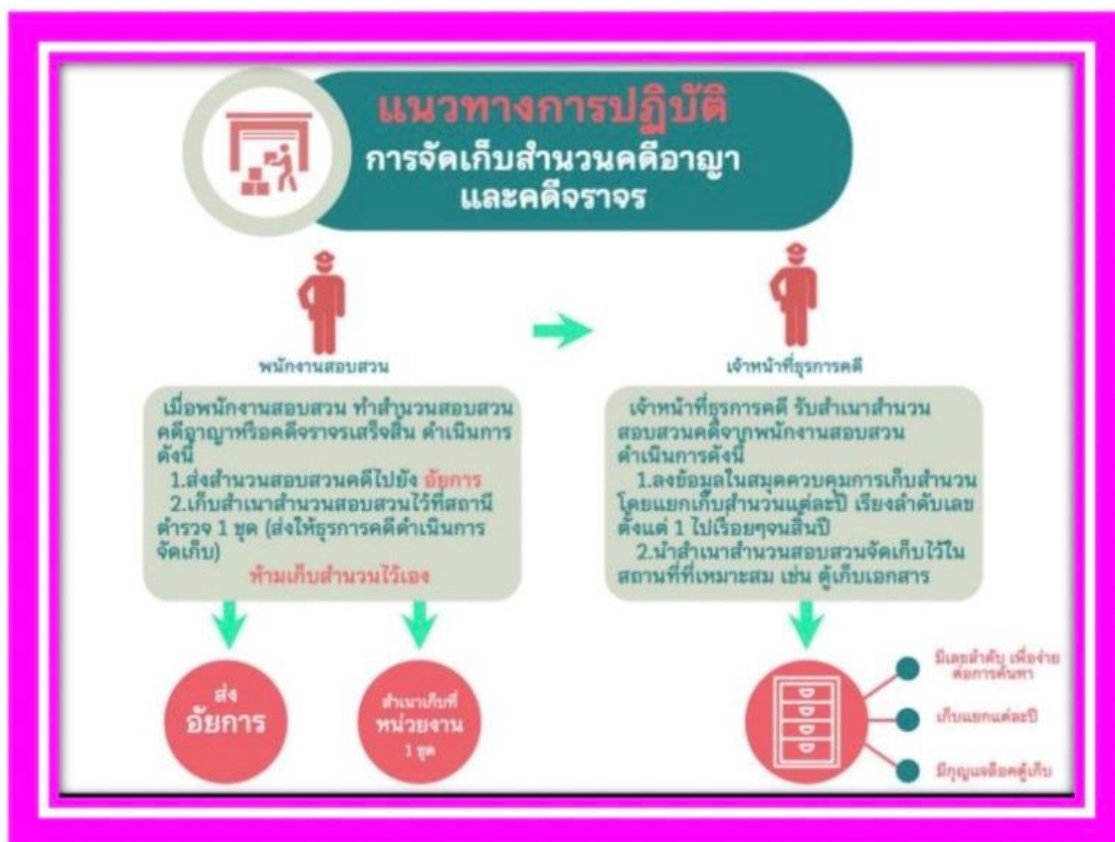 แนวทางการปฏิบัติ
การจัดเก็บสำนวนคดีอาญา
และคดีจราจร
พนักงานสอบสวน
เมื่อพนักงานสอบสวน ทำสำนวนสอบสวน
คดีอาญาหรือคดีจราจรเสร็จสิ้น ดำเนินการ
ดังนี้
1.ส่งสำนวนสอบสวนคดีไปยัง อัยการ
2.เก็บสำเนาสำนวนสอบสวนไว้ที่สถานี
ตำรวจ 1 ชุด (ส่งให้ธุรการคดีดำเนินการ
จัดเก็บ)
ห้ามเก็บสำนวนไว้เอง
ส่ง
อัยการ
สำเนาเก็บที่
หน่วยงาน
1 ชุด
เจ้าหน้าที่ธุรการคดี
เจ้าหน้าที่ธุรการคดี รับสำเนาสำนวน
สอบสวนคดีจากพนักงานสอบสวน
ดำเนินการดังนี้
1.ลงข้อมูลในสมุดควบคุมการเก็บสำนวน
โดยแยกเก็บสำนวนแต่ละปี เรียงลำดับเลข
ตั้งแต่ 1 ไปเรื่อยๆจนสิ้นปี
2.นำสำเนาสำนวนสอบสวนจัดเก็บไว้ใน
สถานที่ที่เหมาะสม เช่น ตู้เก็บเอกสาร
มีเลขลำดับ เพื่อง่าย
ต่อการค้นหา
เก็บแยกแต่ละปี
มีกุญแจล็อคตู้เก็บ